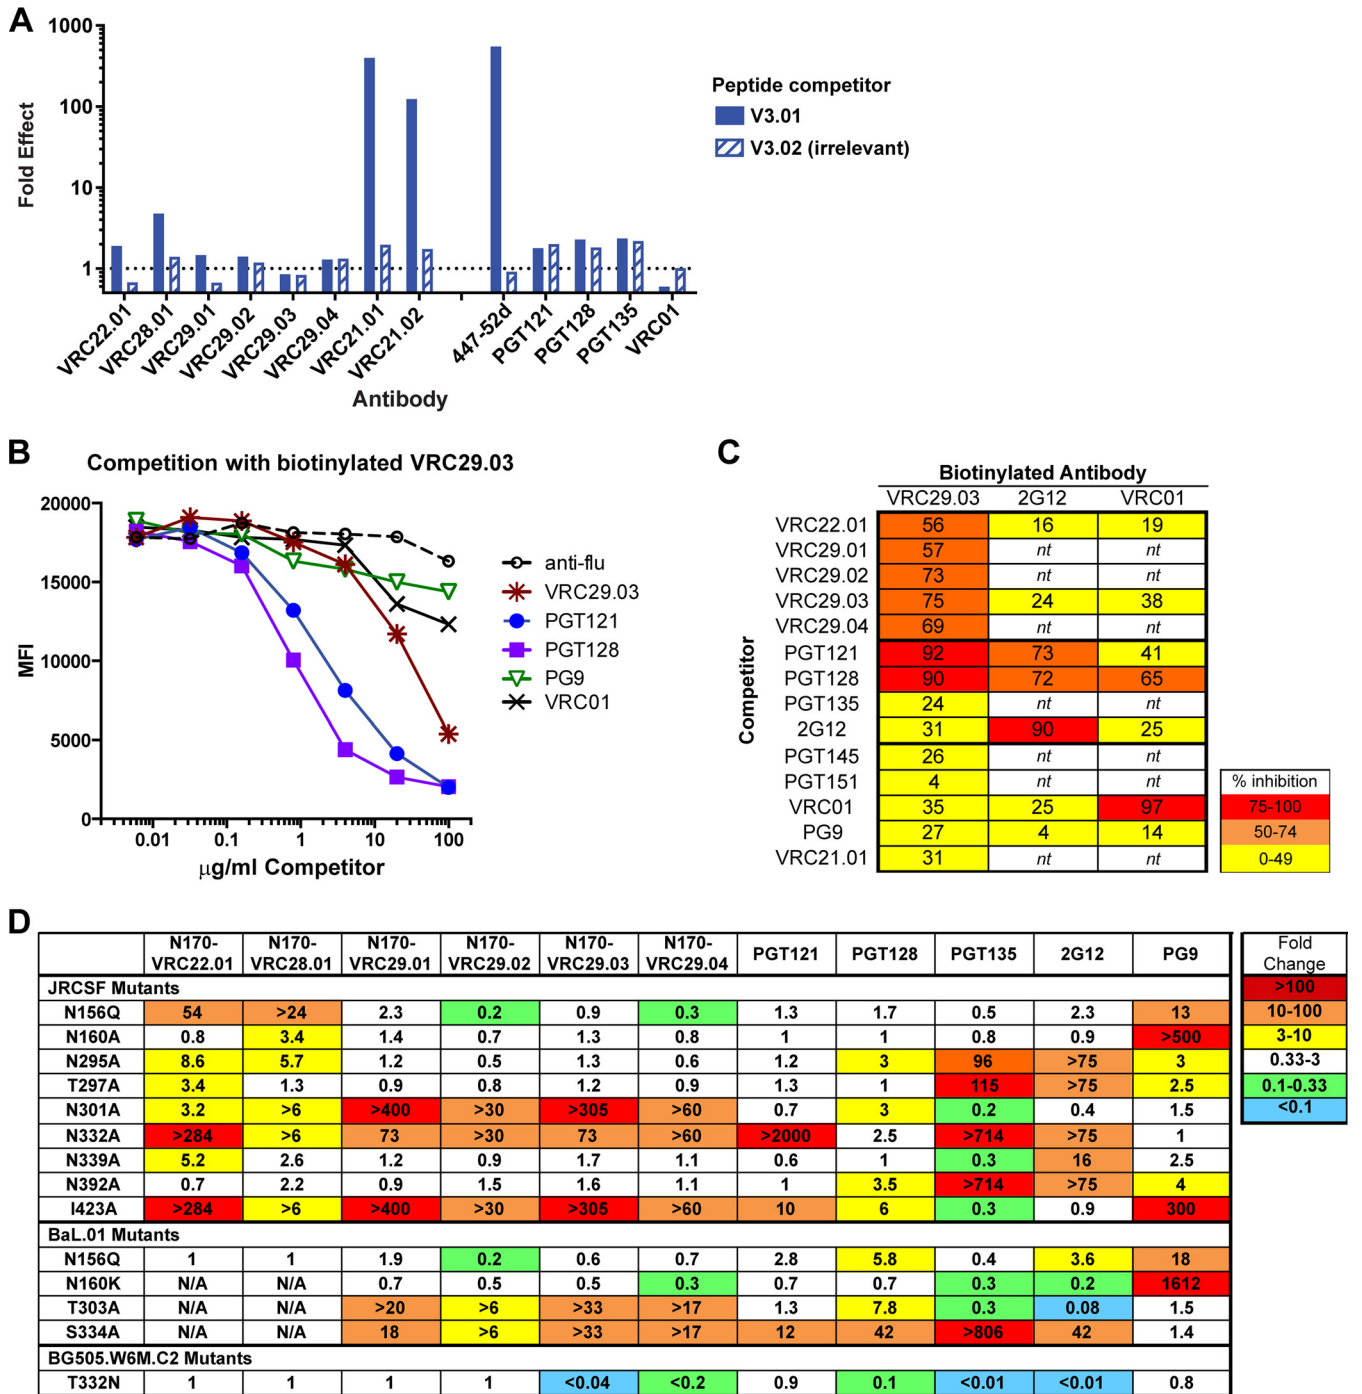 A
1000
100
10
1
Fold Effect
VRC22.01
VRC28.01
VRC29.01
VRC29.02
VRC29.03
VRC29.04
VRC21.01
VRC21.02
447-52d
PGT121
PGT128
PGT135
VRC01
Antibody
Peptide competitor
V3.01
V3.02 (irrelevant)
B
Competition with biotinylated VRC29.03
20000
15000
10000
5000
0
MFI
0.01 0.1 1 10 100
μg/ml Competitor
anti-flu
VRC29.03
PGT121
PGT128
PG9
VRC01
C
Biotinylated Antibody
VRC29.03 2G12 VRC01
Competitor
VRC22.01 56 16 19
VRC29.01 57 nt nt
VRC29.02 73 nt nt
VRC29.03 75 24 38
VRC29.04 69 nt nt
PGT121 92 73 41
PGT128 90 72 65
PGT135 24 nt nt
2G12 31 90 25
PGT145 26 nt nt
PGT151 4 nt nt
VRC01 35 25 97
PG9 27 4 14
VRC21.01 31 nt nt
% inhibition
75-100
50-74
0-49
D
N170- N170- N170- N170- N170- N170-
VRC22.01 VRC28.01 VRC29.01 VRC29.02 VRC29.03 VRC29.04 PGT121 PGT128 PGT135 2G12 PG9
JRCSF Mutants
N156Q 54 >24 2.3 0.2 0.9 0.3 1.3 1.7 0.5 2.3 13
N160A 0.8 3.4 1.4 0.7 1.3 0.8 1 1 0.8 0.9 >500
N295A 8.6 5.7 1.2 0.5 1.3 0.6 1.2 3 96 >75 3
T297A 3.4 1.3 0.9 0.8 1.2 0.9 1.3 1 115 >75 2.5
N301A 3.2 >6 >400 >30 >305 >60 0.7 3 0.2 0.4 1.5
N332A >284 >6 73 >30 73 >60 >2000 2.5 >714 >75 1
N339A 5.2 2.6 1.2 0.9 1.7 1.1 0.6 1 0.3 16 2.5
N392A 0.7 2.2 0.9 1.5 1.6 1.1 1 3.5 >714 >75 4
I423A >284 >6 >400 >30 >305 >60 10 6 0.3 0.9 300
BaL.01 Mutants
N156Q 1 1 1.9 0.2 0.6 0.7 2.8 5.8 0.4 3.6 18
N160K N/A N/A 0.7 0.5 0.5 0.3 0.7 0.7 0.3 0.2 1612
T303A N/A N/A >20 >6 >33 >17 1.3 7.8 0.3 0.08 1.5
S334A N/A N/A 18 >6 >33 >17 12 42 >806 42 1.4
BG505.W6M.C2 Mutants
T332N 1 1 1 1 <0.04 <0.2 0.9 0.1 <0.01 <0.01 0.8
Fold
Change
>100
10-100
3-10
0.33-3
0.1-0.33
<0.1